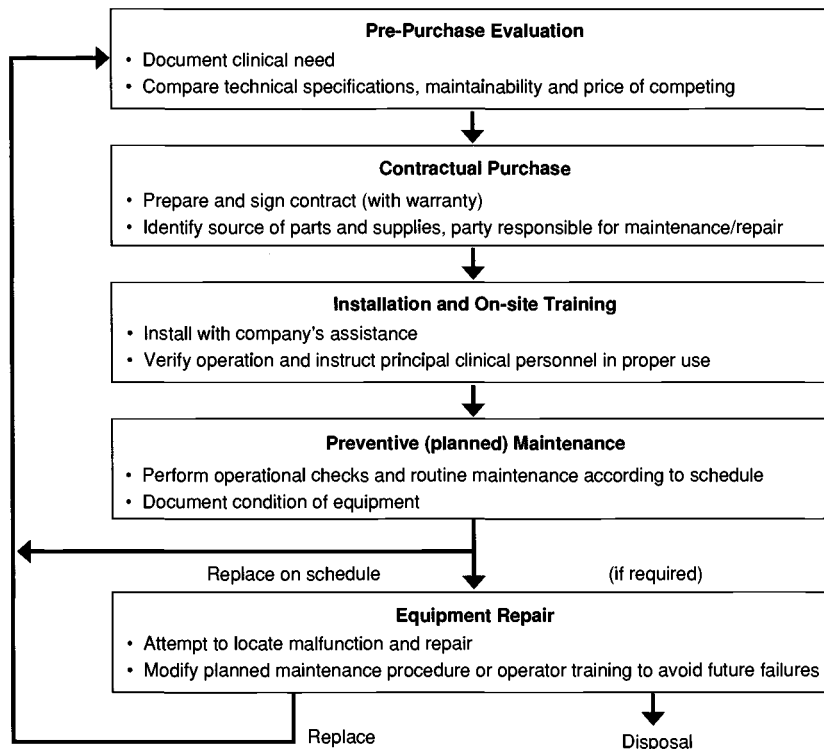 Pre-Purchase Evaluation
• Document clinical need
• Compare technical specifications, maintainability and price of competing
Contractual Purchase
• Prepare and sign contract (with warranty)
• Identify source of parts and supplies, party responsible for maintenance/repair
Installation and On-site Training
• Install with company's assistance
• Verify operation and instruct principal clinical personnel in proper use
Preventive (planned) Maintenance
• Perform operational checks and routine maintenance according to schedule
• Document condition of equipment
Replace on schedule (if required)
Equipment Repair
• Attempt to locate malfunction and repair
• Modify planned maintenance procedure or operator training to avoid future failures
Replace Disposal